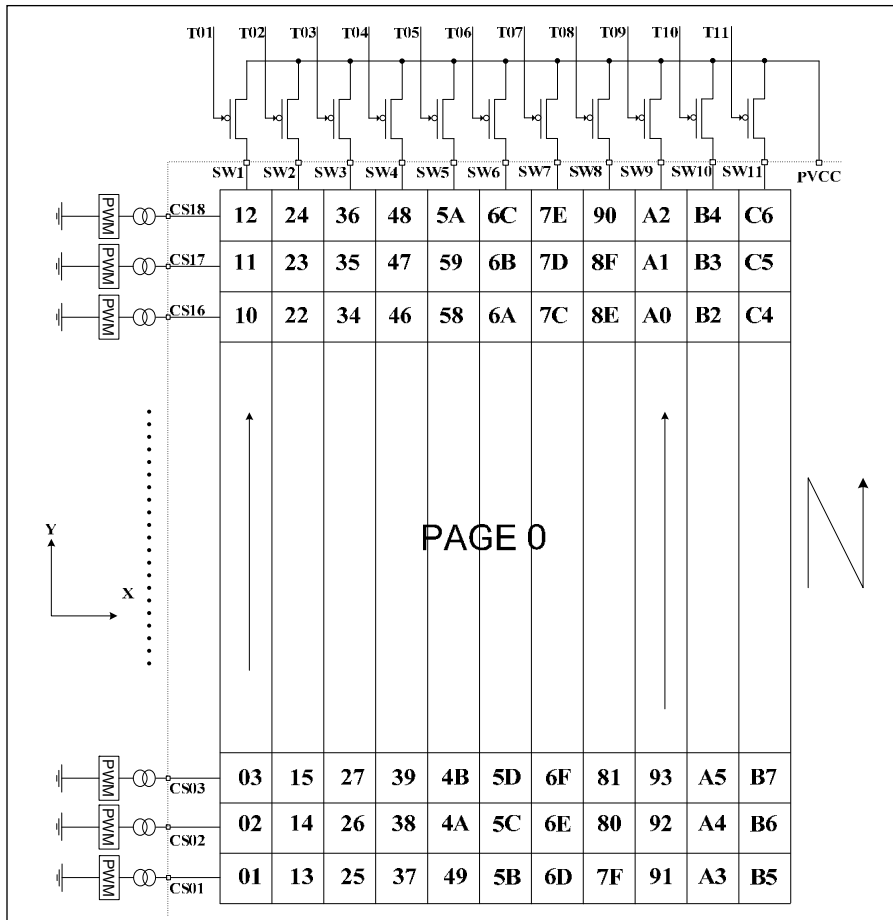 T01 T02 T03 T04 T05 T06 T07 T08 T09 T10 T11
SW1 SW2 SW3 SW4 SW5 SW6 SW7 SW8 SW9 SW10 SW11 PVCC
PWM CS18 12 24 36 48 5A 6C 7E 90 A2 B4 C6
PWM CS17 11 23 35 47 59 6B 7D 8F A1 B3 C5
PWM CS16 10 22 34 46 58 6A 7C 8E A0 B2 C4
PAGE 0
Y
X
PWM CS03 03 15 27 39 4B 5D 6F 81 93 A5 B7
PWM CS02 02 14 26 38 4A 5C 6E 80 92 A4 B6
PWM CS01 01 13 25 37 49 5B 6D 7F 91 A3 B5